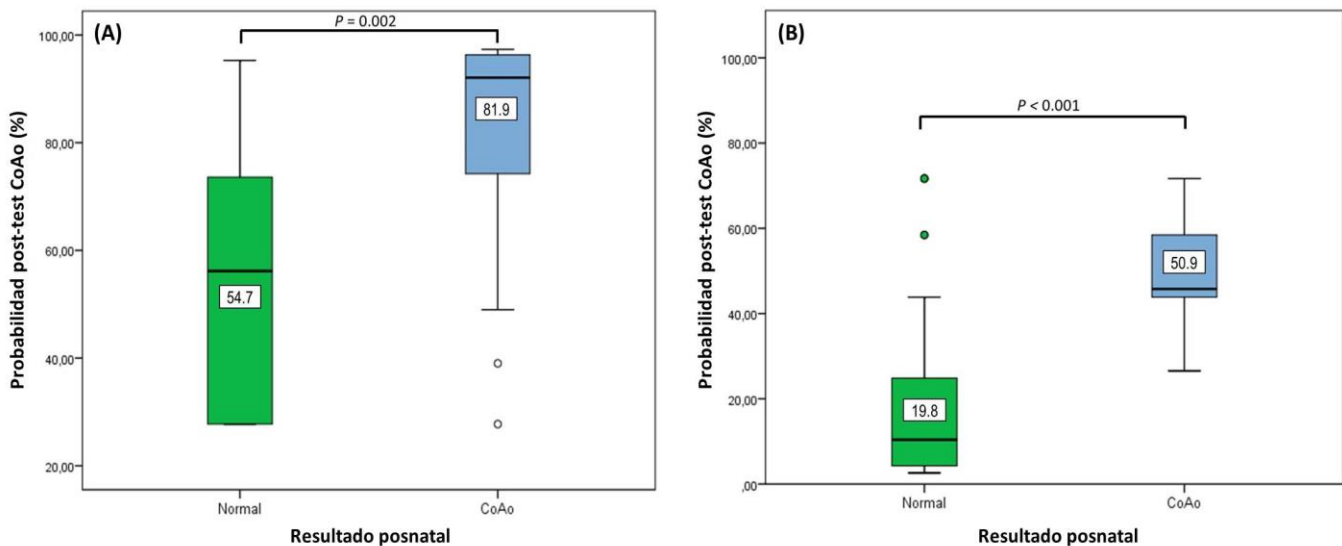 (A)
P = 0.002
Probabilidad post-test CoAo (%)
100,00
80,00
60,00
40,00
20,00
54.7
81.9
Normal
CoAo
Resultado posnatal
(B)
P < 0.001
Probabilidad post-test CoAo (%)
100,00
80,00
60,00
40,00
20,00
,00
19.8
50.9
Normal
CoAo
Resultado posnatal